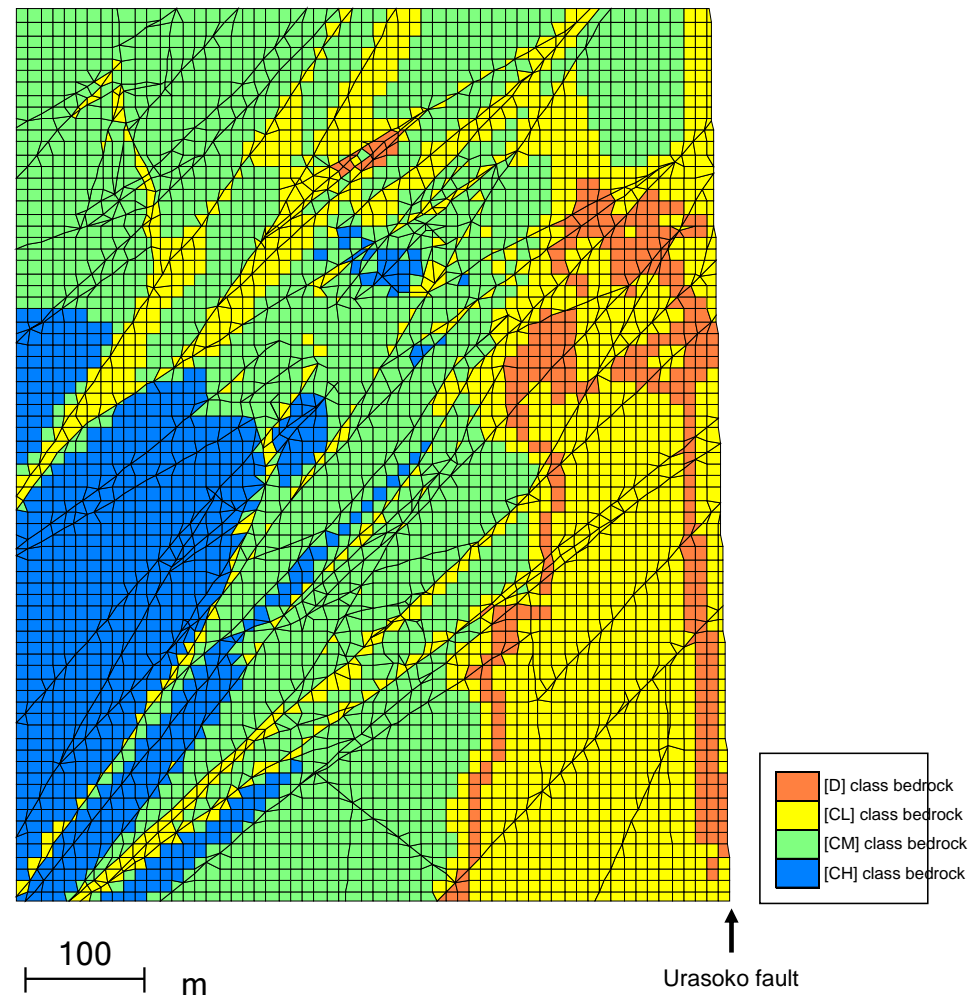 [D] class bedrock
[CL] class bedrock
[CM] class bedrock
[CH] class bedrock
100
m
Urasoko fault